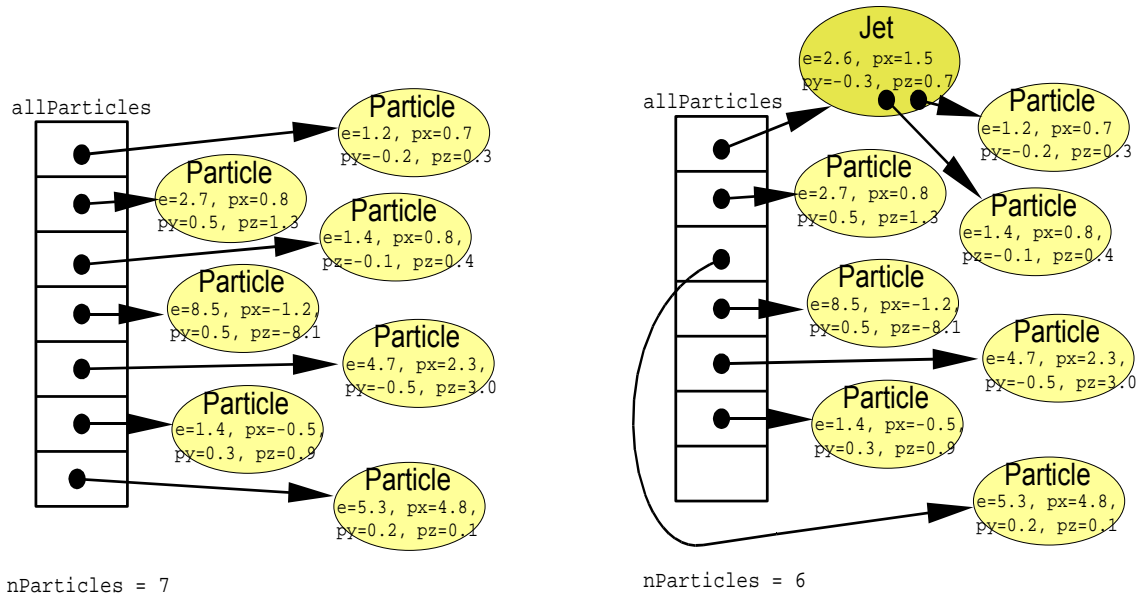 allParticles
Particle
e=1.2, px=0.7
py=-0.2, pz=0.3
Particle
e=2.7, px=0.8
py=0.5, pz=1.3
Particle
e=1.4, px=0.8,
pz=-0.1, pz=0.4
Particle
e=8.5, px=-1.2,
py=0.5, pz=-8.1
Particle
e=4.7, px=2.3,
py=-0.5, pz=3.0
Particle
e=1.4, px=-0.5,
py=0.3, pz=0.9
Particle
e=5.3, px=4.8,
py=0.2, pz=0.1
nParticles = 7
Jet
e=2.6, px=1.5
py=-0.3, pz=0.7
allParticles
Particle
e=1.2, px=0.7
py=-0.2, pz=0.3
Particle
e=2.7, px=0.8
py=0.5, pz=1.3
Particle
e=1.4, px=0.8,
pz=-0.1, pz=0.4
Particle
e=8.5, px=-1.2,
py=0.5, pz=-8.1
Particle
e=4.7, px=2.3,
py=-0.5, pz=3.0
Particle
e=1.4, px=-0.5,
py=0.3, pz=0.9
Particle
e=5.3, px=4.8,
py=0.2, pz=0.1
nParticles = 6